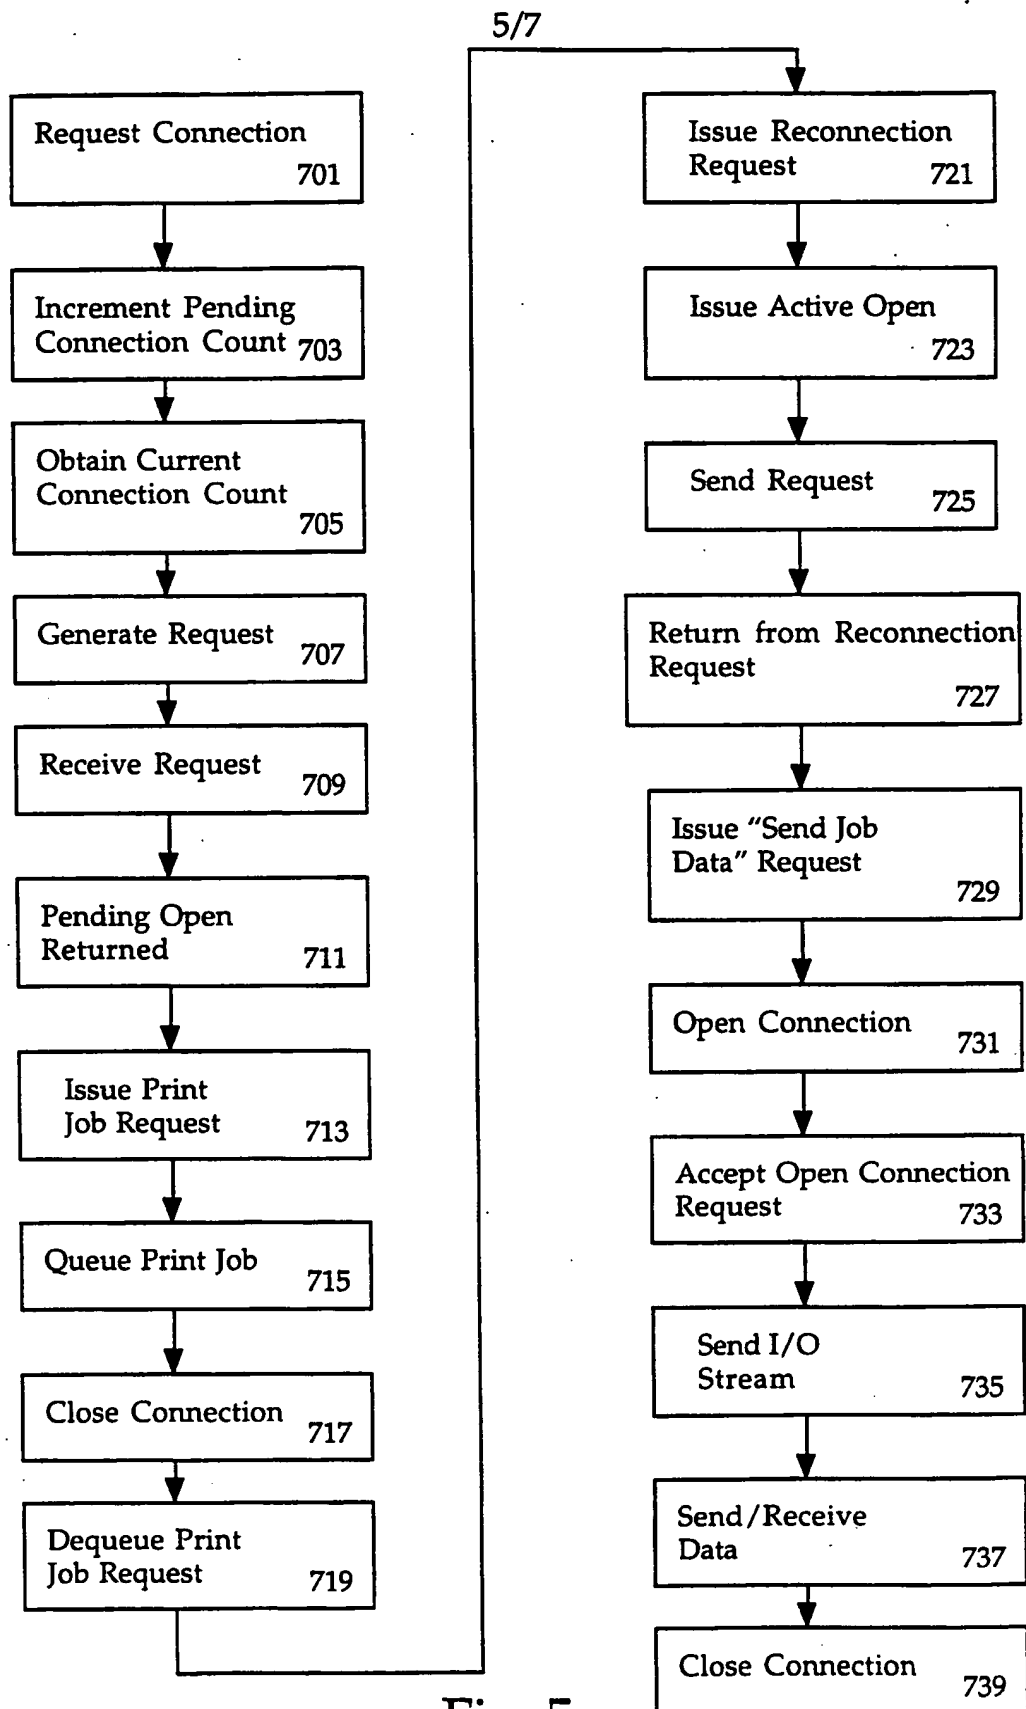 5/7
Request Connection
701
Increment Pending
Connection Count 703
Obtain Current
Connection Count
705
Generate Request
707
Receive Request
709
Pending Open
Returned
711
Issue Print
Job Request
713
Queue Print Job
715
Close Connection
717
Dequeue Print
Job Request
719
Issue Reconnection
Request
721
Issue Active Open
723
Send Request
725
Return from Reconnection
Request
727
Issue "Send Job
Data" Request
729
Open Connection
731
Accept Open Connection
Request
733
Send I/O
Stream
735
Send/Receive
Data
737
Close Connection
739